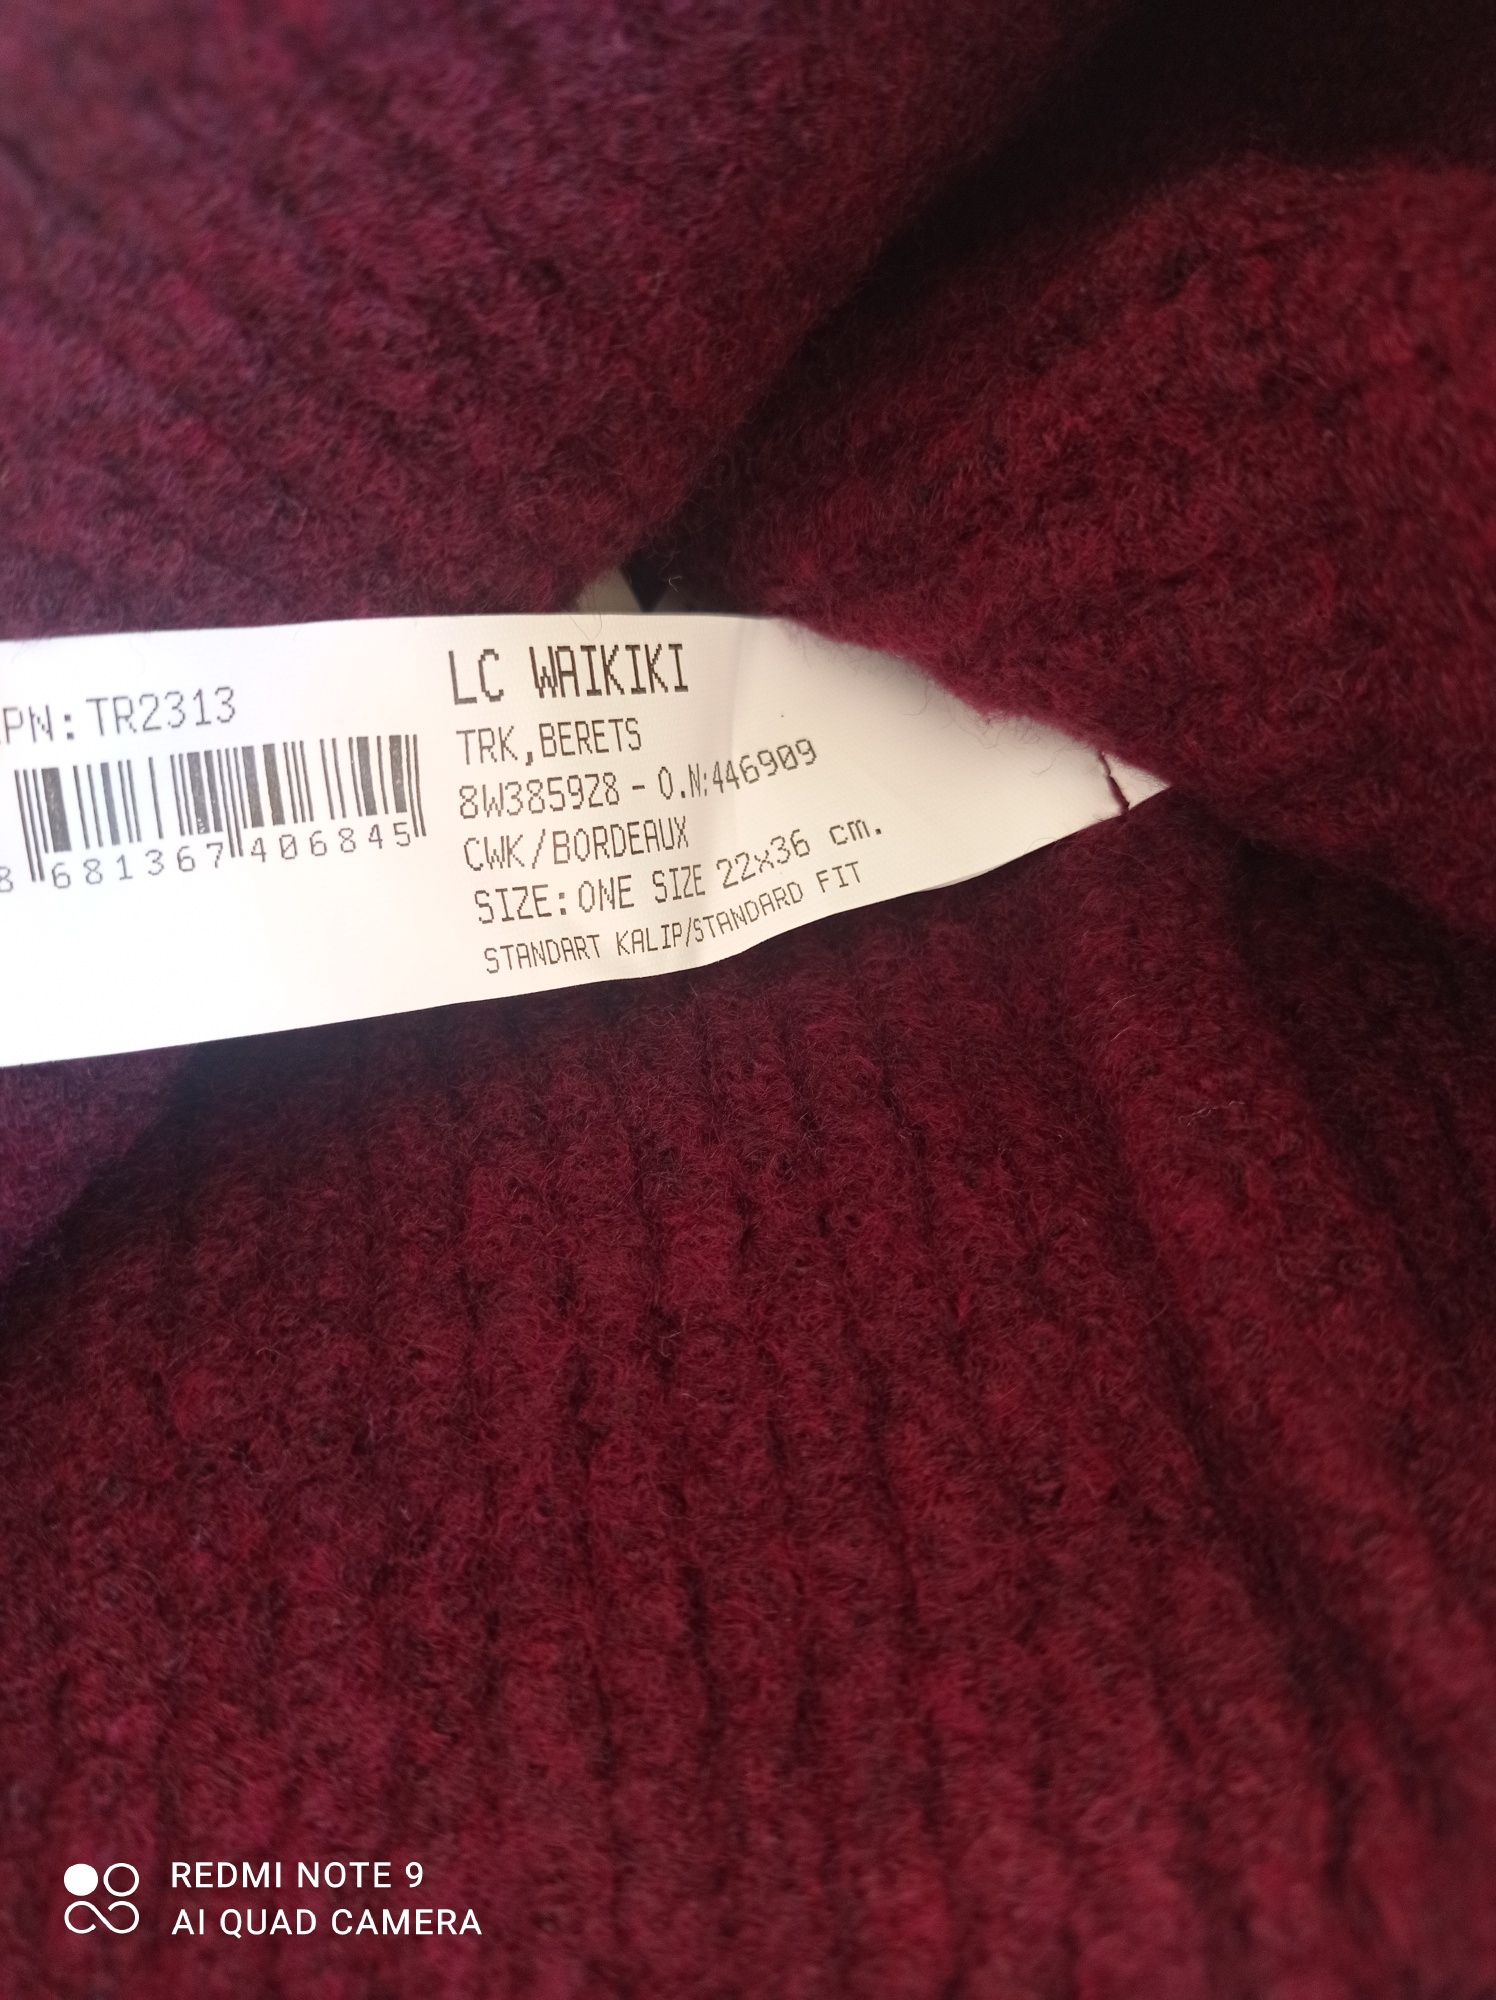 PN: TR2313
8 681367 406845
LC WAIKIKI
TRK,BERETS
8W385928 - O.N:446909
CWK/BORDEAUX
SIZE: ONE SIZE 22x36 cm.
STANDART KALIP/STANDARD FIT
REDMI NOTE 9
AI QUAD CAMERA